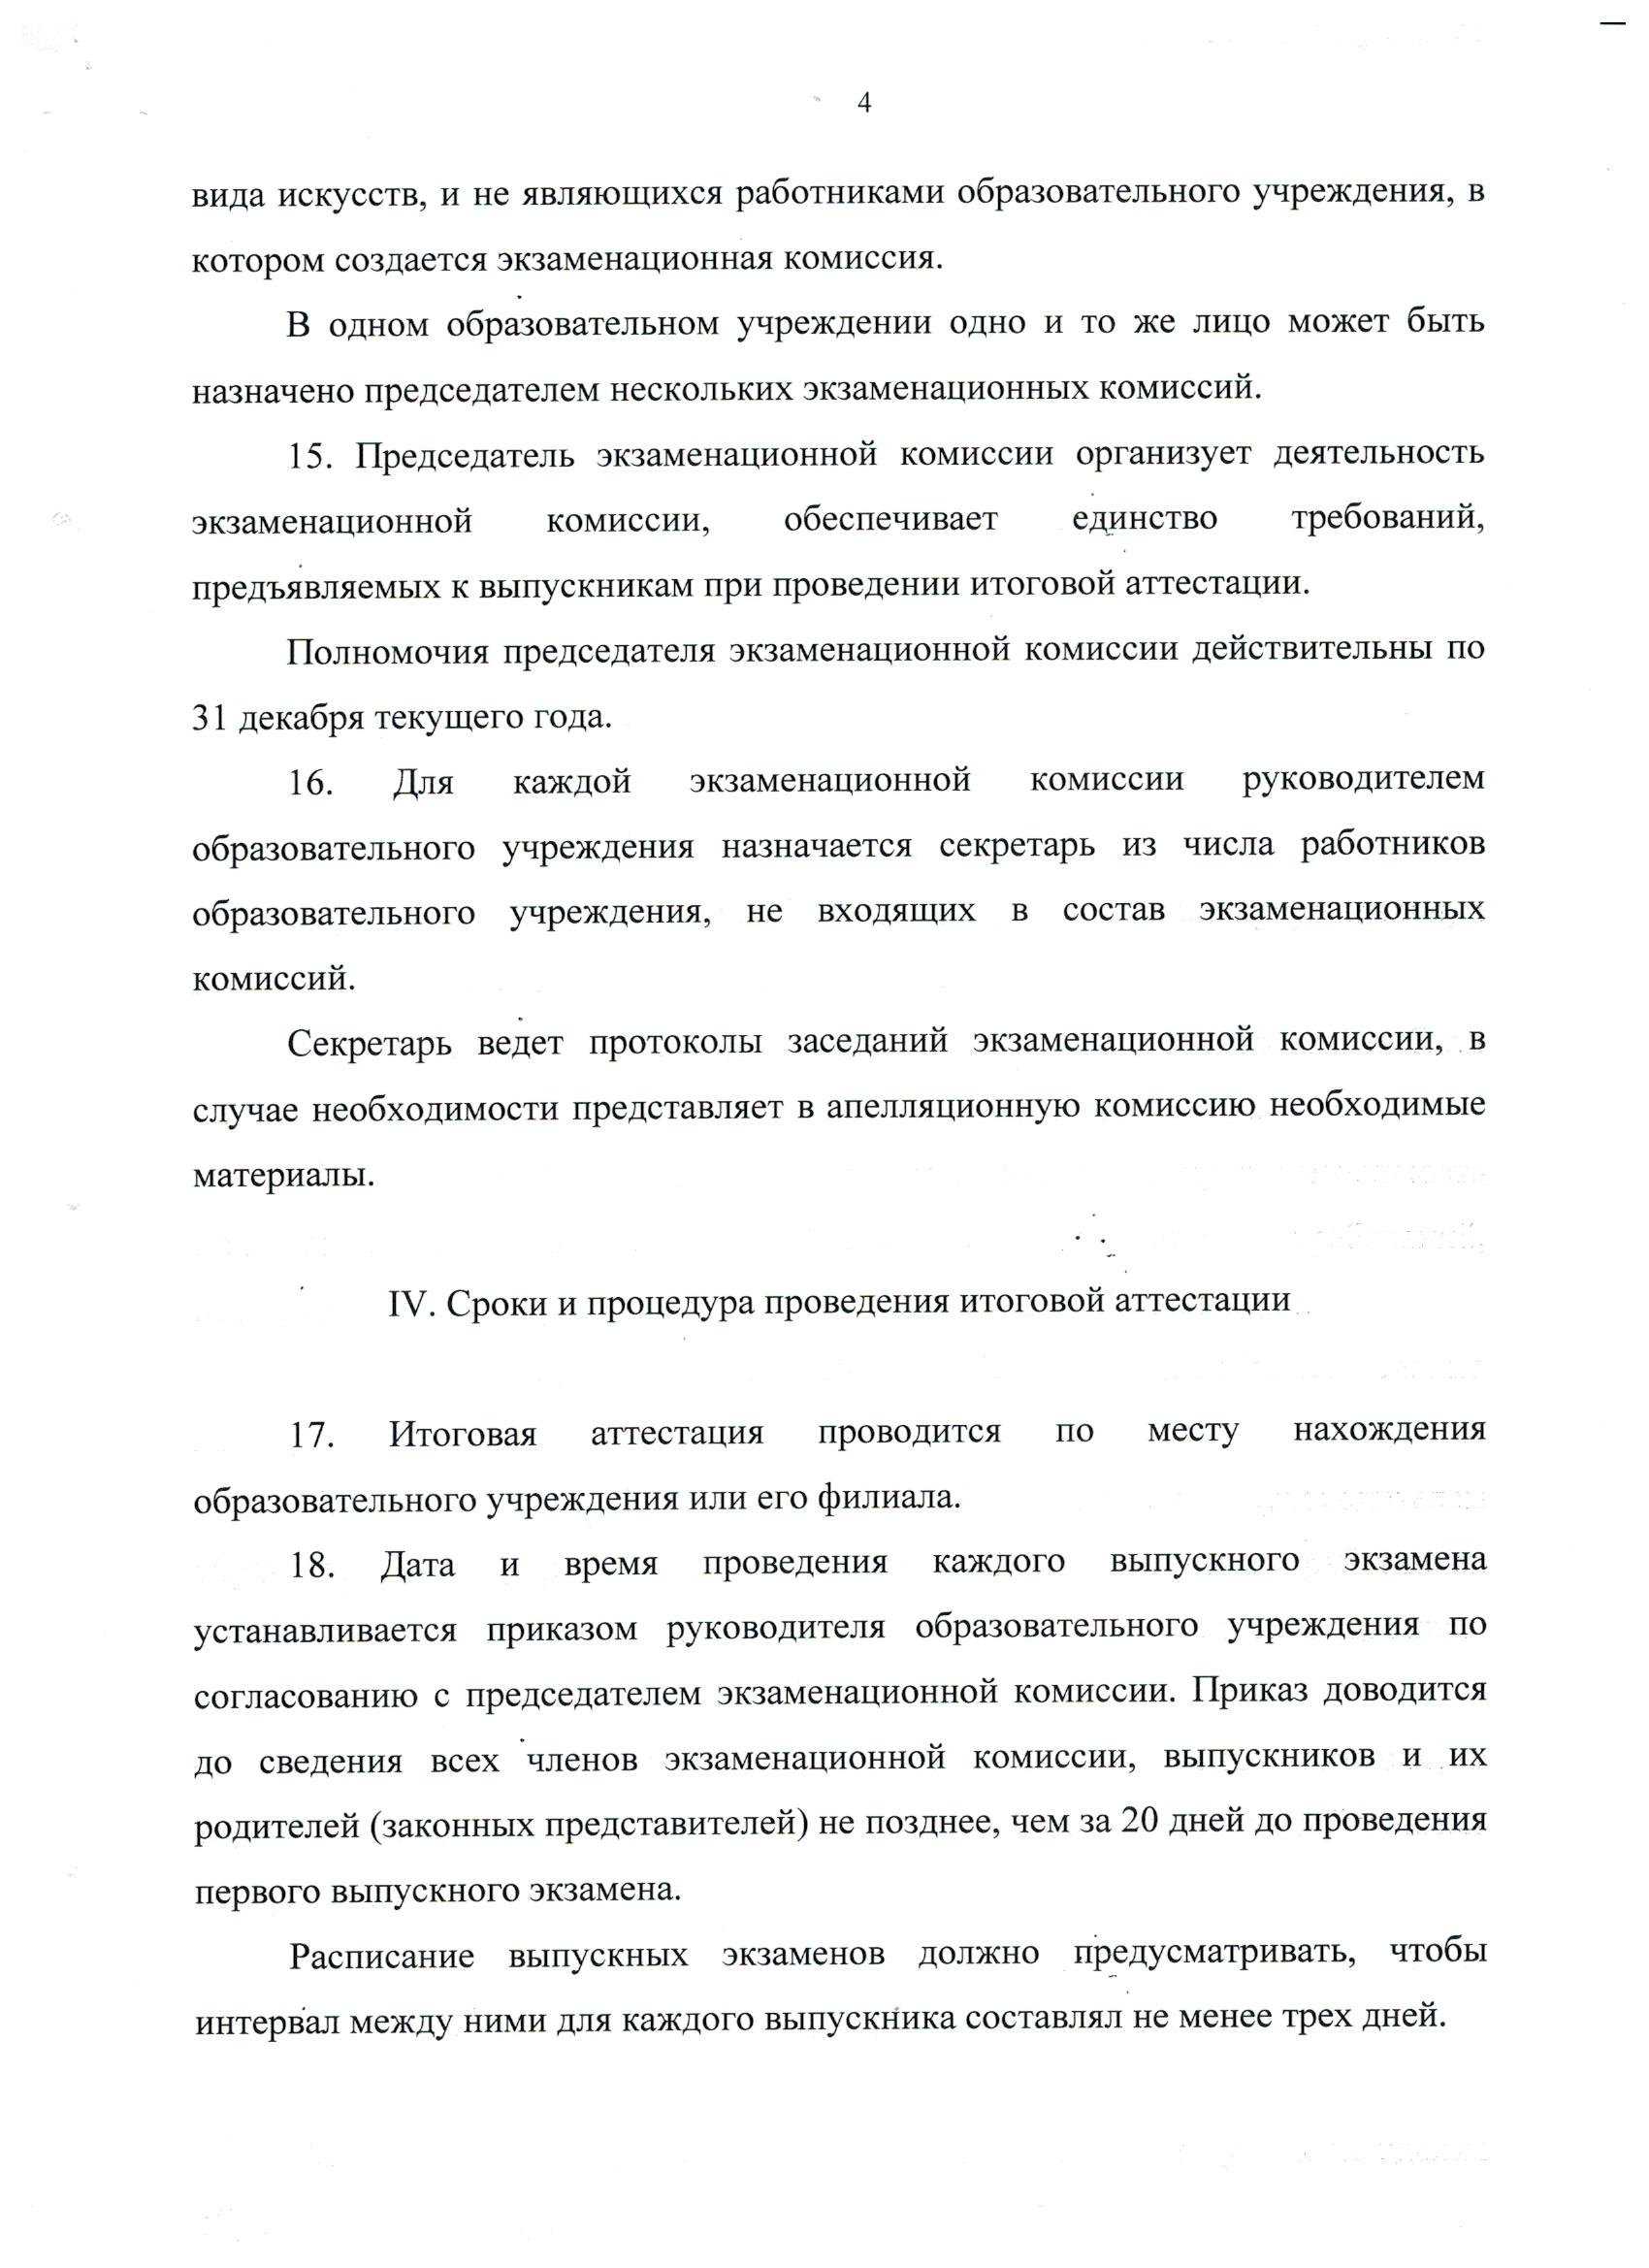 4
вида искусств, и не являющихся работниками образовательного учреждения, в
котором создается экзаменационная комиссия.
В одном образовательном учреждении одно и то же лицо может быть
назначено председателем нескольких экзаменационных комиссий.
15. Председатель экзаменационной комиссии организует деятельность
экзаменационной комиссии, обеспечивает единство требований,
предъявляемых к выпускникам при проведении итоговой аттестации.
Полномочия председателя экзаменационной комиссии действительны по
31 декабря текущего года.
16. Для каждой экзаменационной комиссии руководителем
образовательного учреждения назначается секретарь из числа работников
образовательного учреждения, не входящих в состав экзаменационных
комиссий.
Секретарь ведет протоколы заседаний экзаменационной комиссии, в
случае необходимости представляет в апелляционную комиссию необходимые
материалы.
IV. Сроки и процедура проведения итоговой аттестации
17. Итоговая аттестация проводится по месту нахождения
образовательного учреждения или его филиала.
18. Дата и время проведения каждого выпускного экзамена
устанавливается приказом руководителя образовательного учреждения по
согласованию с председателем экзаменационной комиссии. Приказ доводится
до сведения всех членов экзаменационной комиссии, выпускников и их
родителей (законных представителей) не позднее, чем за 20 дней до проведения
первого выпускного экзамена.
Расписание выпускных экзаменов должно предусматривать, чтобы
интервал между ними для каждого выпускника составлял не менее трех дней.